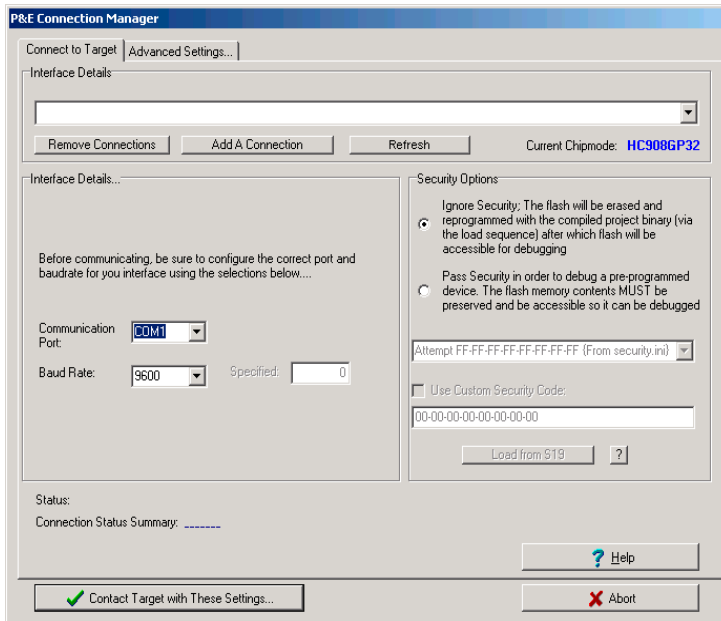 P&E Connection Manager
Connect to Target
Advanced Settings...
Interface Details
Remove Connections
Add A Connection
Refresh
Current Chipmode: HC908GP32
Interface Details...
Before communicating, be sure to configure the correct port and
baudrate for you interface using the selections below....
Communication
Port:
COM1
Baud Rate:
9600
Specified:
0
Security Options
Ignore Security; The flash will be erased and
reprogrammed with the compiled project binary (via
the load sequence) after which flash will be
accessible for debugging
Pass Security in order to debug a pre-programmed
device. The flash memory contents MUST be
preserved and be accessible so it can be debugged
Attempt FF-FF-FF-FF-FF-FF-FF-FF {From security.ini}
Use Custom Security Code:
00-00-00-00-00-00-00-00
Load from S19
?
Status:
Connection Status Summary: _______
? Help
Contact Target with These Settings...
Abort